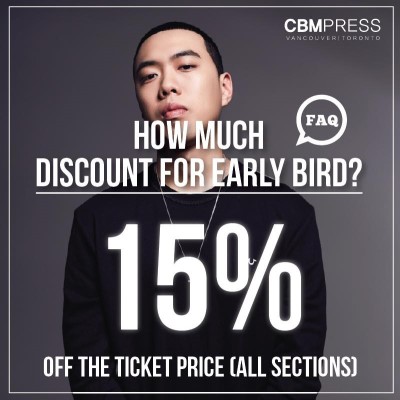 CBMPRESS
VANCOUVER|TORONTO
FAQ
HOW MUCH
DISCOUNT FOR EARLY BIRD?
15%
OFF THE TICKET PRICE (ALL SECTIONS)